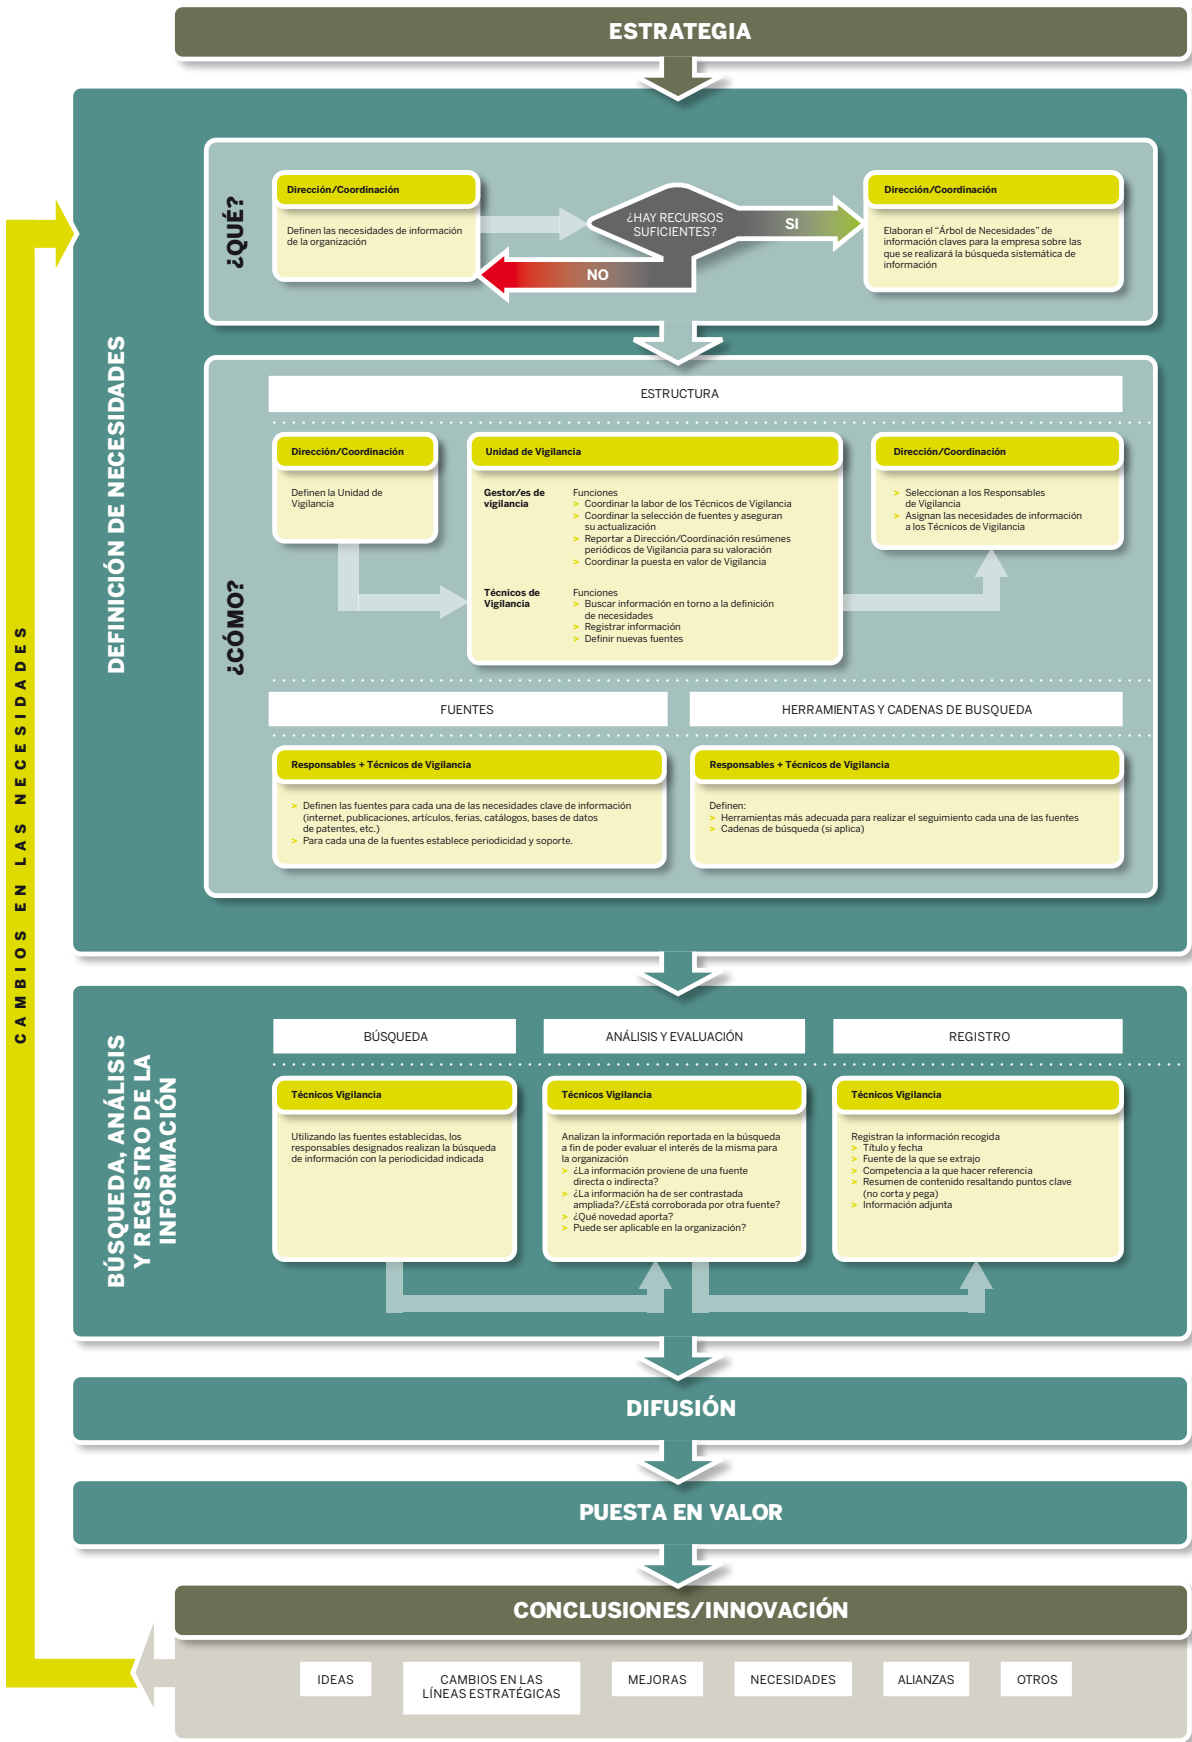 ESTRATEGIA
CAMBIOS EN LAS NECESIDADES
DEFINICIÓN DE NECESIDADES
¿QUÉ?
Dirección/Coordinación
Definen las necesidades de información
de la organización
¿HAY RECURSOS
SUFICIENTES?
SI
NO
Dirección/Coordinación
Elaboran el “Árbol de Necesidades” de
información claves para la empresa sobre las
que se realizará la búsqueda sistemática de
información
¿CÓMO?
ESTRUCTURA
Dirección/Coordinación
Definen la Unidad de
Vigilancia
Unidad de Vigilancia
Gestor/es de
vigilancia
Funciones
> Coordinar la labor de los Técnicos de Vigilancia
> Coordinar la selección de fuentes y aseguran
su actualización
> Reportar a Dirección/Coordinación resúmenes
periódicos de Vigilancia para su valoración
> Coordinar la puesta en valor de Vigilancia
Técnicos de
Vigilancia
Funciones
> Buscar información en torno a la definición
de necesidades
> Registrar información
> Definir nuevas fuentes
Dirección/Coordinación
> Seleccionan a los Responsables
de Vigilancia
> Asignan las necesidades de información
a los Técnicos de Vigilancia
FUENTES
Responsables + Técnicos de Vigilancia
> Definen las fuentes para cada una de las necesidades clave de información
(internet, publicaciones, artículos, ferias, catálogos, bases de datos
de patentes, etc.)
> Para cada una de la fuentes establece periodicidad y soporte.
HERRAMIENTAS Y CADENAS DE BUSQUEDA
Responsables + Técnicos de Vigilancia
Definen:
> Herramientas más adecuada para realizar el seguimiento cada una de las fuentes
> Cadenas de búsqueda (si aplica)
BÚSQUEDA, ANÁLISIS
Y REGISTRO DE LA
INFORMACIÓN
BÚSQUEDA
Técnicos Vigilancia
Utilizando las fuentes establecidas, los
responsables designados realizan la búsqueda
de información con la periodicidad indicada
ANÁLISIS Y EVALUACIÓN
Técnicos Vigilancia
Analizan la información reportada en la búsqueda
a fin de poder evaluar el interés de la misma para
la organización
> ¿La información proviene de una fuente
directa o indirecta?
> ¿La información ha de ser contrastada
ampliada?/¿Está corroborada por otra fuente?
> ¿Qué novedad aporta?
> Puede ser aplicable en la organización?
REGISTRO
Técnicos Vigilancia
Registran la información recogida
> Título y fecha
> Fuente de la que se extrajo
> Competencia a la que hacer referencia
> Resumen de contenido resaltando puntos clave
(no corta y pega)
> Información adjunta
DIFUSIÓN
PUESTA EN VALOR
CONCLUSIONES/INNOVACIÓN
IDEAS
CAMBIOS EN LAS
LÍNEAS ESTRATÉGICAS
MEJORAS
NECESIDADES
ALIANZAS
OTROS